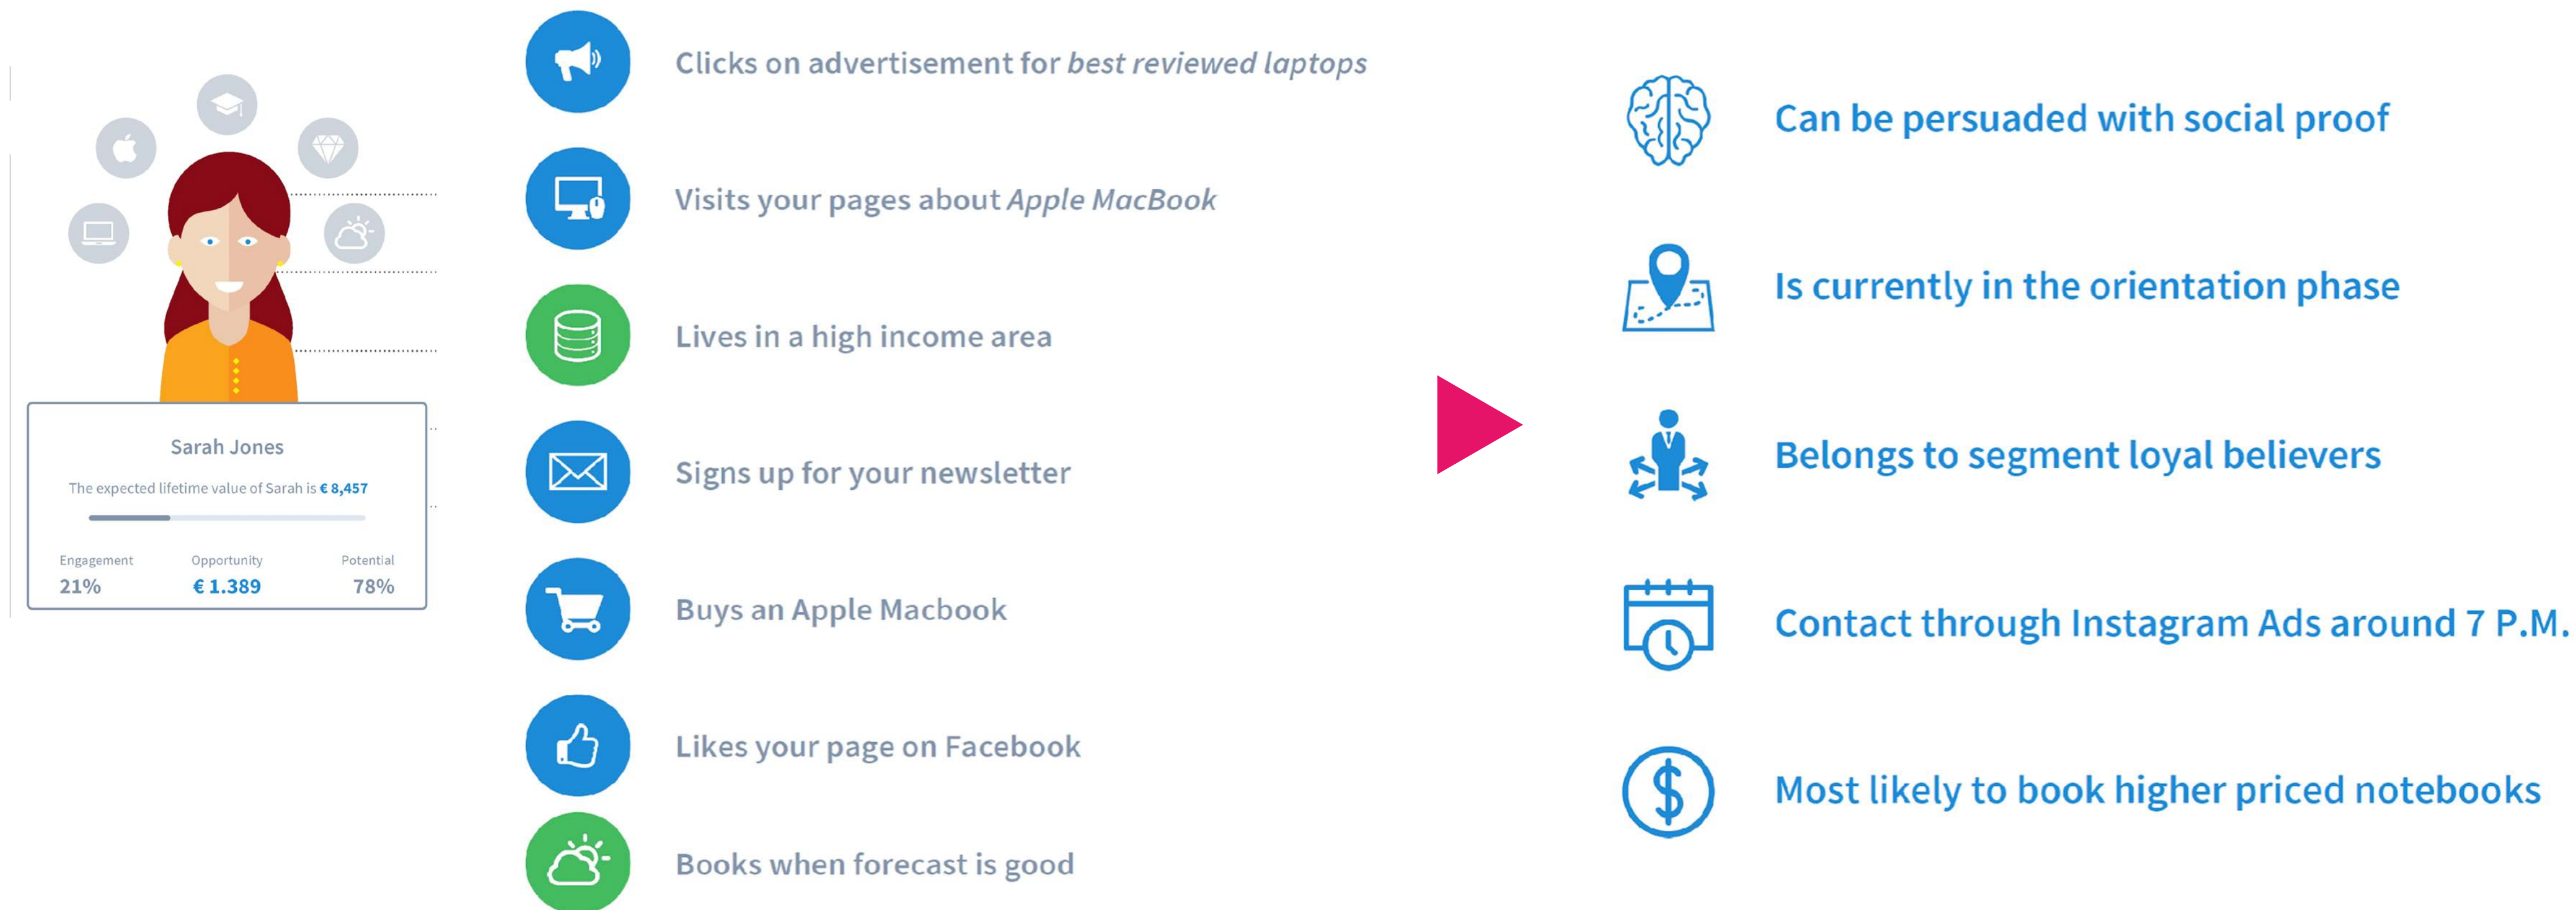 Sarah Jones
The expected lifetime value of Sarah is € 8,457
Engagement
Opportunity
Potential
21%
€ 1.389
78%
Clicks on advertisement for best reviewed laptops
Visits your pages about Apple MacBook
Lives in a high income area
Signs up for your newsletter
Buys an Apple Macbook
Likes your page on Facebook
Books when forecast is good
Can be persuaded with social proof
Is currently in the orientation phase
Belongs to segment loyal believers
Contact through Instagram Ads around 7 P.M.
Most likely to book higher priced notebooks